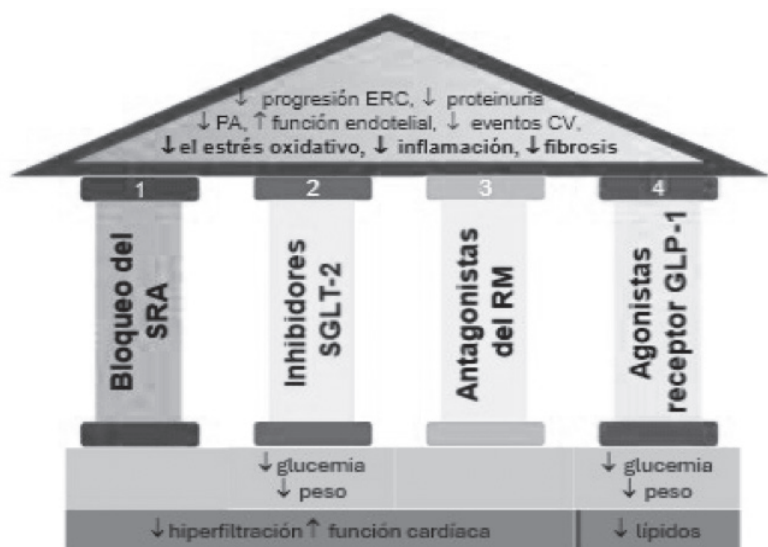 ↓ progresión ERC, ↓ proteinuria
↓ PA, ↑ función endotelial, ↓ eventos CV,
↓ el estrés oxidativo, ↓ inflamación, ↓ fibrosis
1 2 3 4
Bloqueo del
SRA
Inhibidores
SGLT-2
Antagonistas
del RM
Agonistas
receptor GLP-1
↓ glucemia
↓ peso
↓ glucemia
↓ peso
↓ hiperfiltración ↑ función cardíaca
↓ lípidos